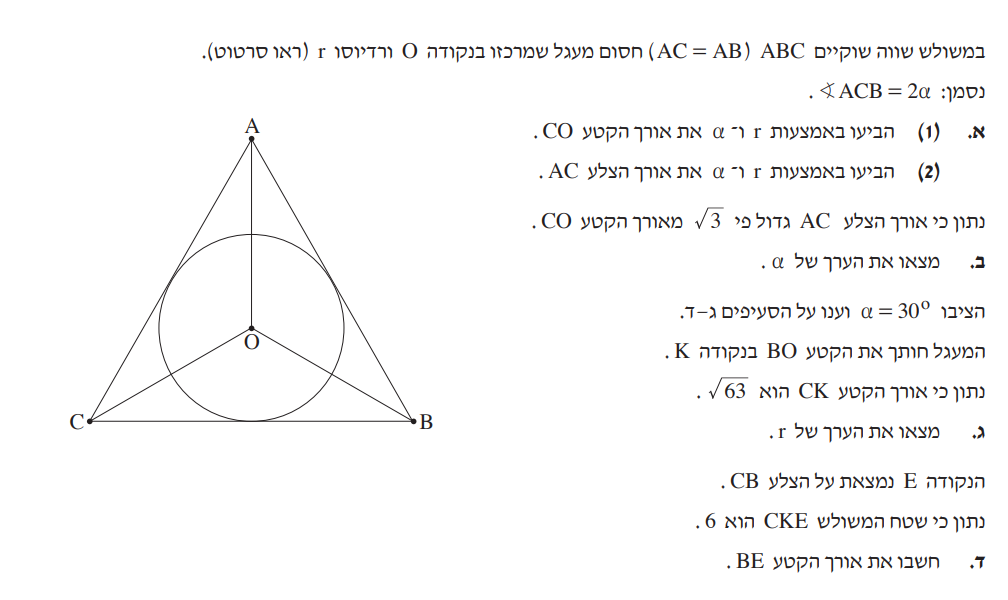 במשולש שווה שוקיים ABC (AC = AB) חסום מעגל שמרכזו בנקודה O ורדיוסו r (ראו סרטוט).
נסמן: ∢ACB = 2α .
א. (1) הביעו באמצעות r ו־ α את אורך הקטע CO .
(2) הביעו באמצעות r ו־ α את אורך הצלע AC .
נתון כי אורך הצלע AC גדול פי √3 מאורך הקטע CO .
ב. מצאו את הערך של α .
הציבו α = 30° וענו על הסעיפים ג-ד.
המעגל חותך את הקטע BO בנקודה K .
נתון כי אורך הקטע CK הוא √63 .
ג. מצאו את הערך של r .
הנקודה E נמצאת על הצלע CB .
נתון כי שטח המשולש CKE הוא 6 .
ד. חשבו את אורך הקטע BE .
A
O
C
B